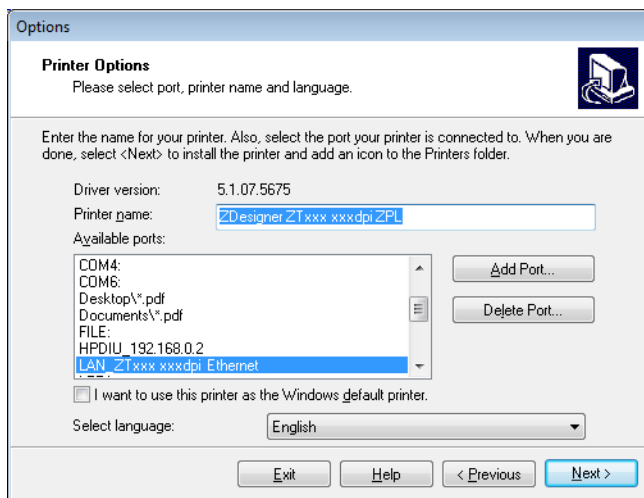 Options
Printer Options
Please select port, printer name and language.
Enter the name for your printer. Also, select the port your printer is connected to. When you are
done, select <Next> to install the printer and add an icon to the Printers folder.
Driver version: 5.1.07.5675
Printer name: ZDesigner ZTxxx xxxdpi ZPL
Available ports:
COM4:
COM6:
Desktop\*.pdf
Documents\*.pdf
FILE:
HPDIU_192.168.0.2
LAN_ZTxxx xxxdpi Ethernet
Add Port...
Delete Port...
I want to use this printer as the Windows default printer.
Select language: English
Exit Help < Previous Next >